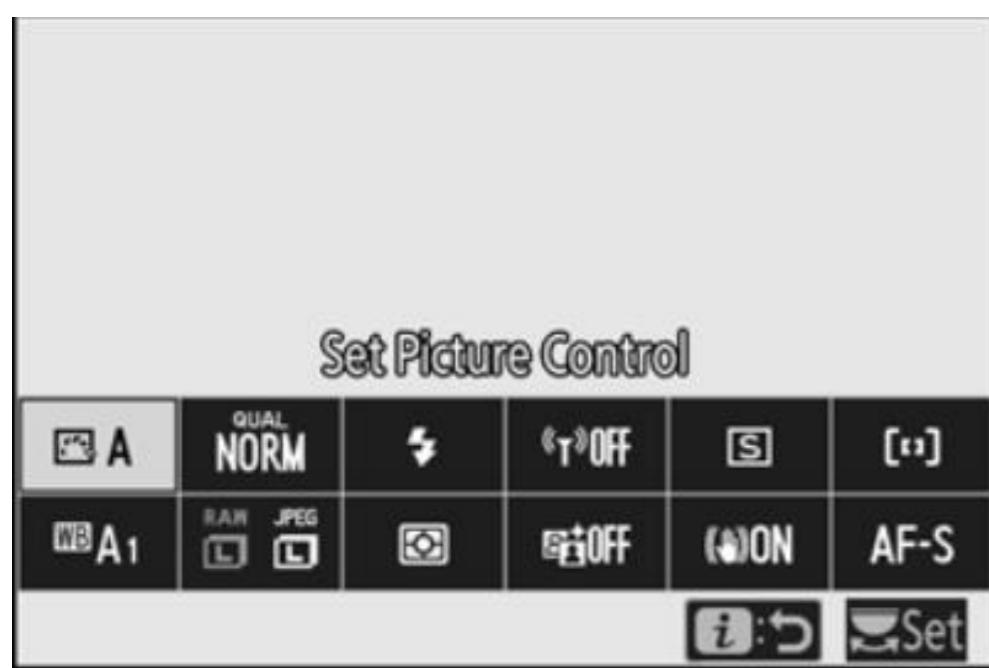 Set Picture Control
A QUAL NORM T OFF S
WB A1 RAW L JPEG L OFF ON AF-S
i: Set